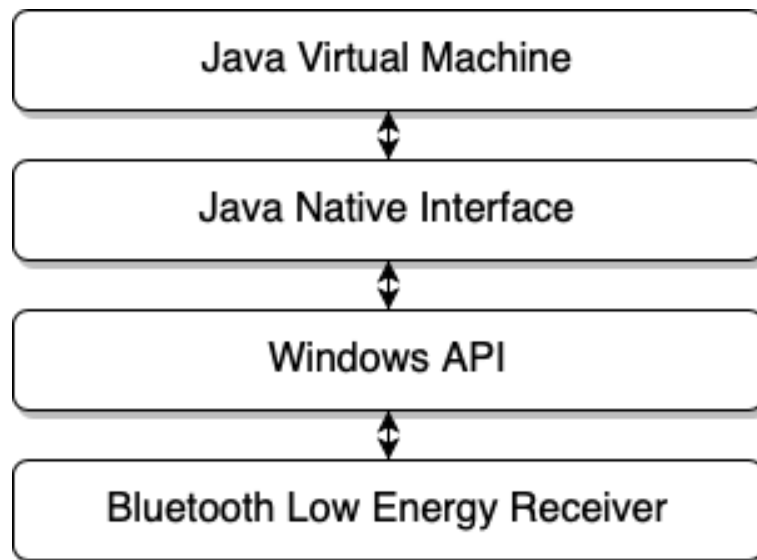 Java Virtual Machine
Java Native Interface
Windows API
Bluetooth Low Energy Receiver